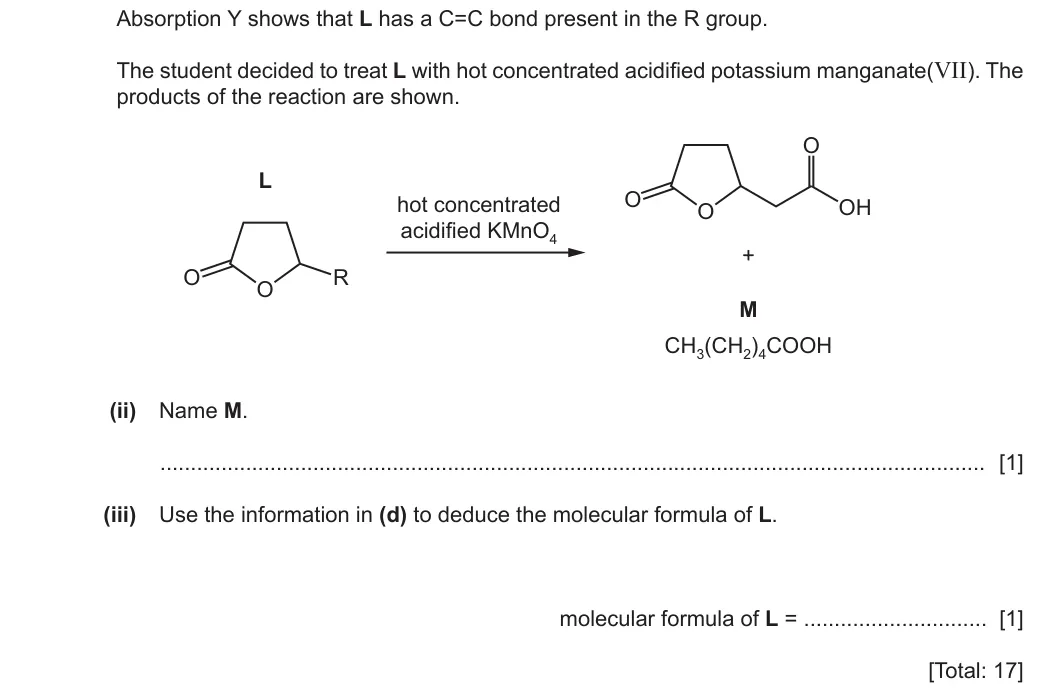 Absorption Y shows that L has a C=C bond present in the R group.
The student decided to treat L with hot concentrated acidified potassium manganate(VII). The
products of the reaction are shown.
L
O
O
R
hot concentrated
acidified KMnO₄
O
O
O
OH
+
M
CH₃(CH₂)₄COOH
(ii) Name M.
.......................................................................................................................................... [1]
(iii) Use the information in (d) to deduce the molecular formula of L.
molecular formula of L = .............................. [1]
[Total: 17]